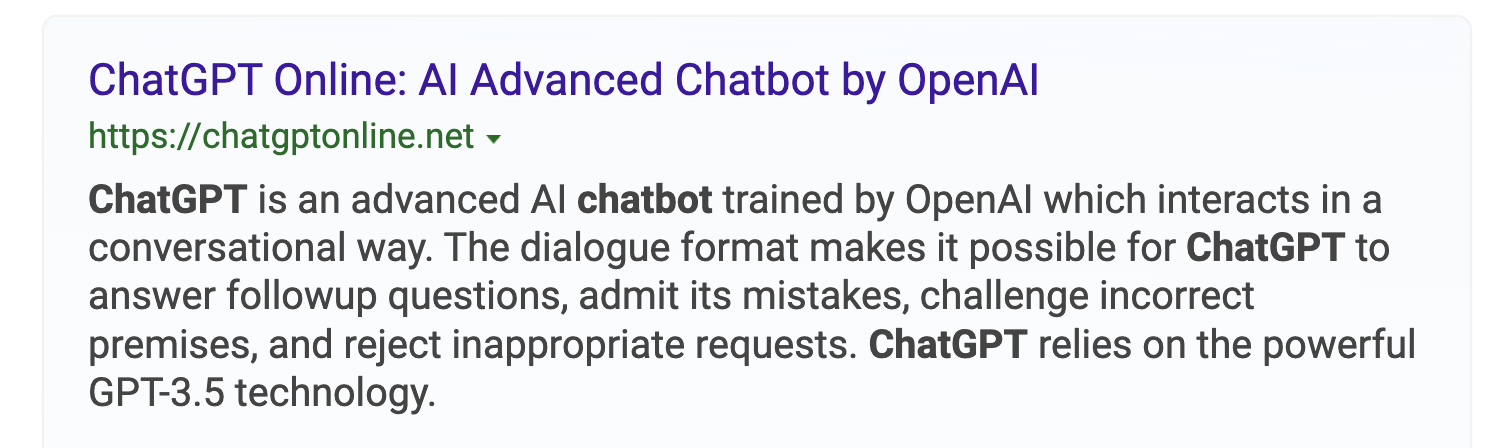 ChatGPT Online: AI Advanced Chatbot by OpenAI
https://chatgptonline.net
ChatGPT is an advanced AI chatbot trained by OpenAI which interacts in a
conversational way. The dialogue format makes it possible for ChatGPT to
answer followup questions, admit its mistakes, challenge incorrect
premises, and reject inappropriate requests. ChatGPT relies on the powerful
GPT-3.5 technology.